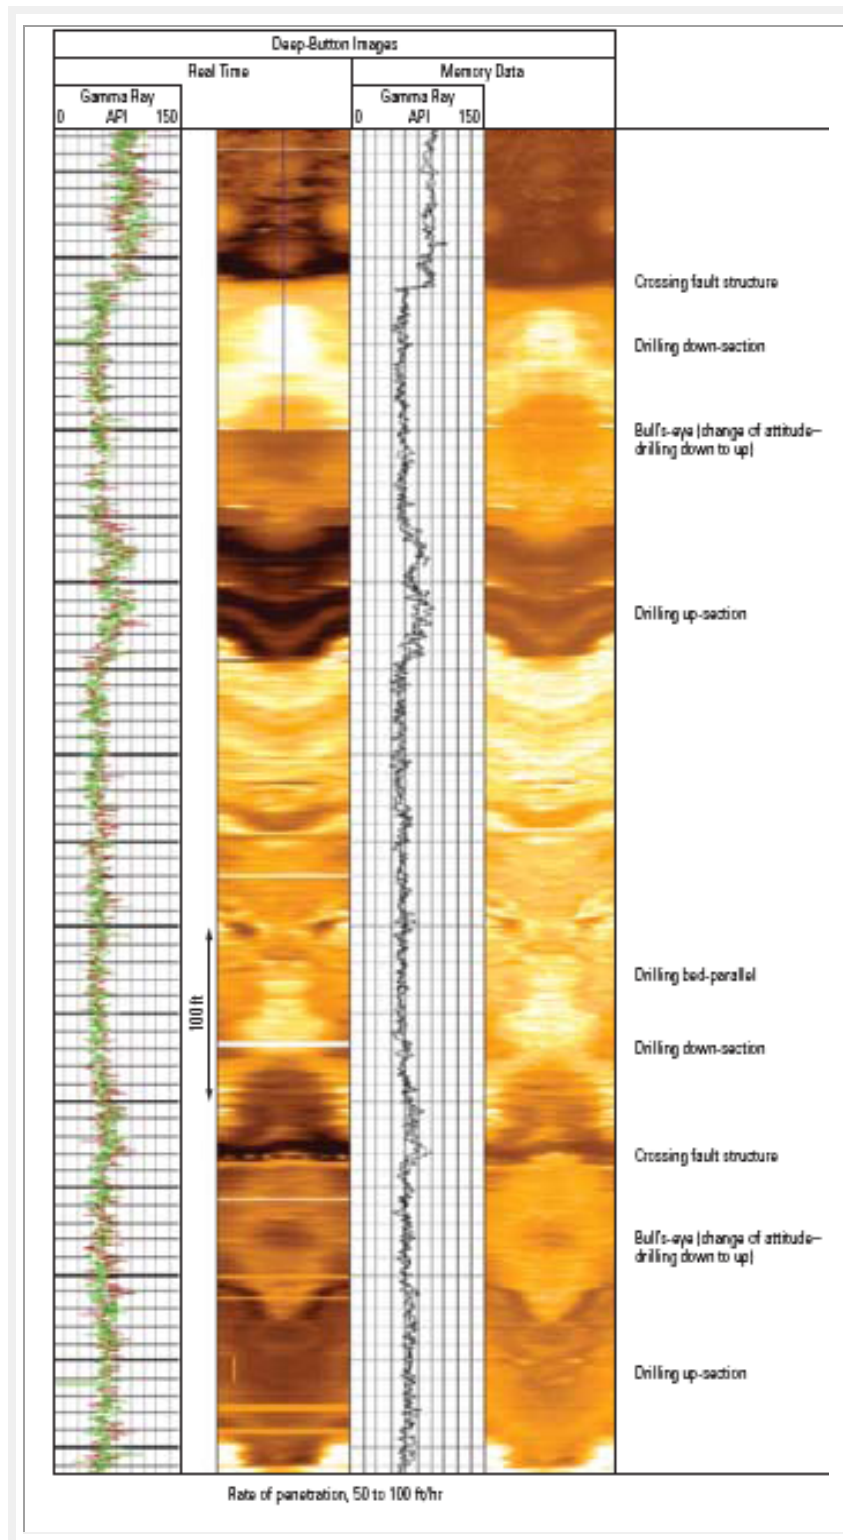 Deep-Button Images
Real Time
Memory Data
Gamma Ray
0 API 150
Gamma Ray
0 API 150
Crossing fault structure
Drilling down-section
Bull's-eye (change of attitude–
drilling down to up)
Drilling up-section
100 ft
Drilling bed-parallel
Drilling down-section
Crossing fault structure
Bull's-eye (change of attitude–
drilling down to up)
Drilling up-section
Rate of penetration, 50 to 100 ft/hr